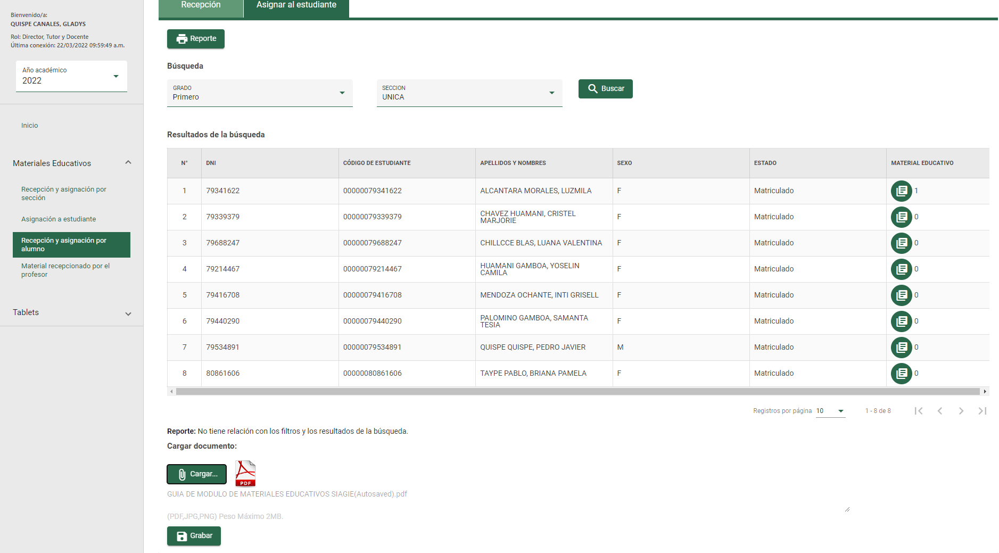 Bienvenido/a:
QUISPE CANALES, GLADYS
Rol: Director, Tutor y Docente
Última conexión: 22/03/2022 09:59:49 a.m.
Año académico
2022
Inicio
Materiales Educativos
Recepción y asignación por
sección
Asignación a estudiante
Recepción y asignación por
alumno
Material recepcionado por el
profesor
Tablets
Recepción Asignar al estudiante
Reporte
Búsqueda
GRADO
Primero
SECCION
UNICA
Buscar
Resultados de la búsqueda
N° DNI CÓDIGO DE ESTUDIANTE APELLIDOS Y NOMBRES SEXO ESTADO MATERIAL EDUCATIVO
1 79341622 00000079341622 ALCANTARA MORALES, LUZMILA F Matriculado 1
2 79339379 00000079339379 CHAVEZ HUAMANI, CRISTEL
MARJORIE F Matriculado 0
3 79688247 00000079688247 CHILLCCE BLAS, LUANA VALENTINA F Matriculado 0
4 79214467 00000079214467 HUAMANI GAMBOA, YOSELIN
CAMILA F Matriculado 0
5 79416708 00000079416708 MENDOZA OCHANTE, INTI GRISELL F Matriculado 0
6 79440290 00000079440290 PALOMINO GAMBOA, SAMANTA
TESIA F Matriculado 0
7 79534891 00000079534891 QUISPE QUISPE, PEDRO JAVIER M Matriculado 0
8 80861606 00000080861606 TAYPE PABLO, BRIANA PAMELA F Matriculado 0
Registros por página 10 1 - 8 de 8
Reporte: No tiene relación con los filtros y los resultados de la búsqueda.
Cargar documento:
Cargar...
PDF
GUIA DE MODULO DE MATERIALES EDUCATIVOS SIAGIE(Autosaved).pdf
(PDF,JPG,PNG) Peso Máximo 2MB.
Grabar